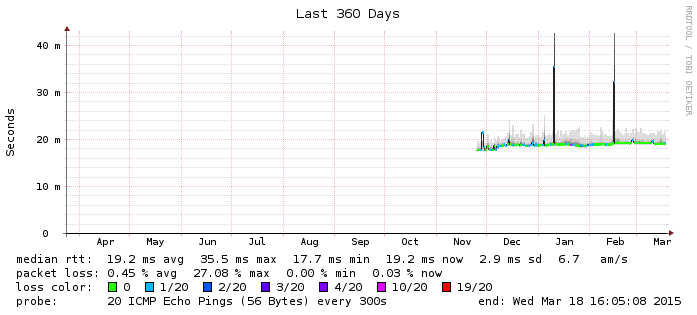 Last 360 Days
RRDTOOL / TOBI OETIKER
Seconds
40 m
30 m
20 m
10 m
0
Apr May Jun Jul Aug Sep Oct Nov Dec Jan Feb Mar
median rtt: 19.2 ms avg 35.5 ms max 17.7 ms min 19.2 ms now 2.9 ms sd 6.7 am/s
packet loss: 0.45 % avg 27.08 % max 0.00 % min 0.03 % now
loss color: 0 1/20 2/20 3/20 4/20 10/20 19/20
probe: 20 ICMP Echo Pings (56 Bytes) every 300s end: Wed Mar 18 16:05:08 2015